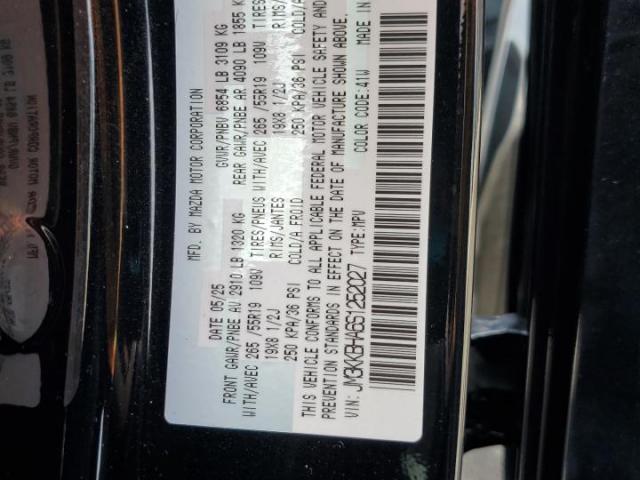 MFD. BY MAZDA MOTOR CORPORATION
DATE 05/25 GVWR/PNBV 6854 LB 3109 KG
FRONT GAWR/PNBE AV 2910 LB 1320 KG REAR GAWR/PNBE AR 4090 LB 1855 K
WITH/AVEC 265 /55R19 109V TIRES/PNEUS WITH/AVEC 265 /55R19 109V TIRES
19X8 1/2J RIMS/JANTES 19X8 1/2J RIMS/
250 KPA/36 PSI COLD/A FROID 250 KPA/36 PSI COLD/A
THIS VEHICLE CONFORMS TO ALL APPLICABLE FEDERAL MOTOR VEHICLE SAFETY AND
PREVENTION STANDARDS IN EFFECT ON THE DATE OF MANUFACTURE SHOWN ABOVE.
VIN: JM3KKBHA6S1252027 TYPE:MPV COLOR CODE:41W MADE IN